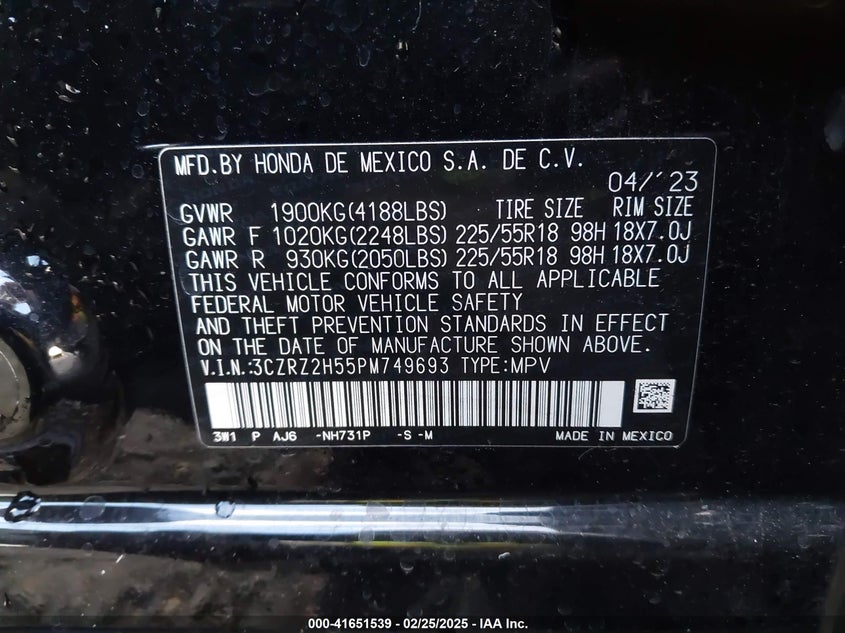 MFD.BY HONDA DE MEXICO S.A. DE C.V.
04/'23
GVWR 1900KG(4188LBS) TIRE SIZE RIM SIZE
GAWR F 1020KG(2248LBS) 225/55R18 98H 18X7.0J
GAWR R 930KG(2050LBS) 225/55R18 98H 18X7.0J
THIS VEHICLE CONFORMS TO ALL APPLICABLE
FEDERAL MOTOR VEHICLE SAFETY
AND THEFT PREVENTION STANDARDS IN EFFECT
ON THE DATE OF MANUFACTURE SHOWN ABOVE.
V.I.N.:3CZRZ2H55PM749693 TYPE:MPV
3W1 P AJ6 -NH731P -S -M MADE IN MEXICO
000-41651539 - 02/25/2025 - IAA Inc.